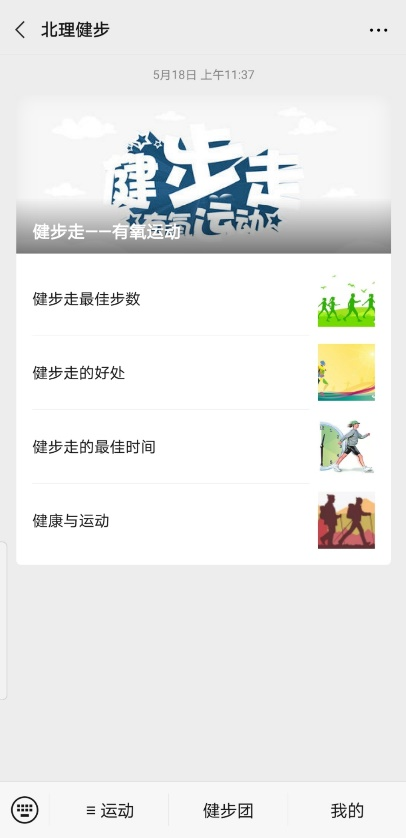 北理健步
5月18日 上午11:37
健步走
有氧运动
健步走——有氧运动
健步走最佳步数
健步走的好处
健步走的最佳时间
健康与运动
运动
健步团
我的